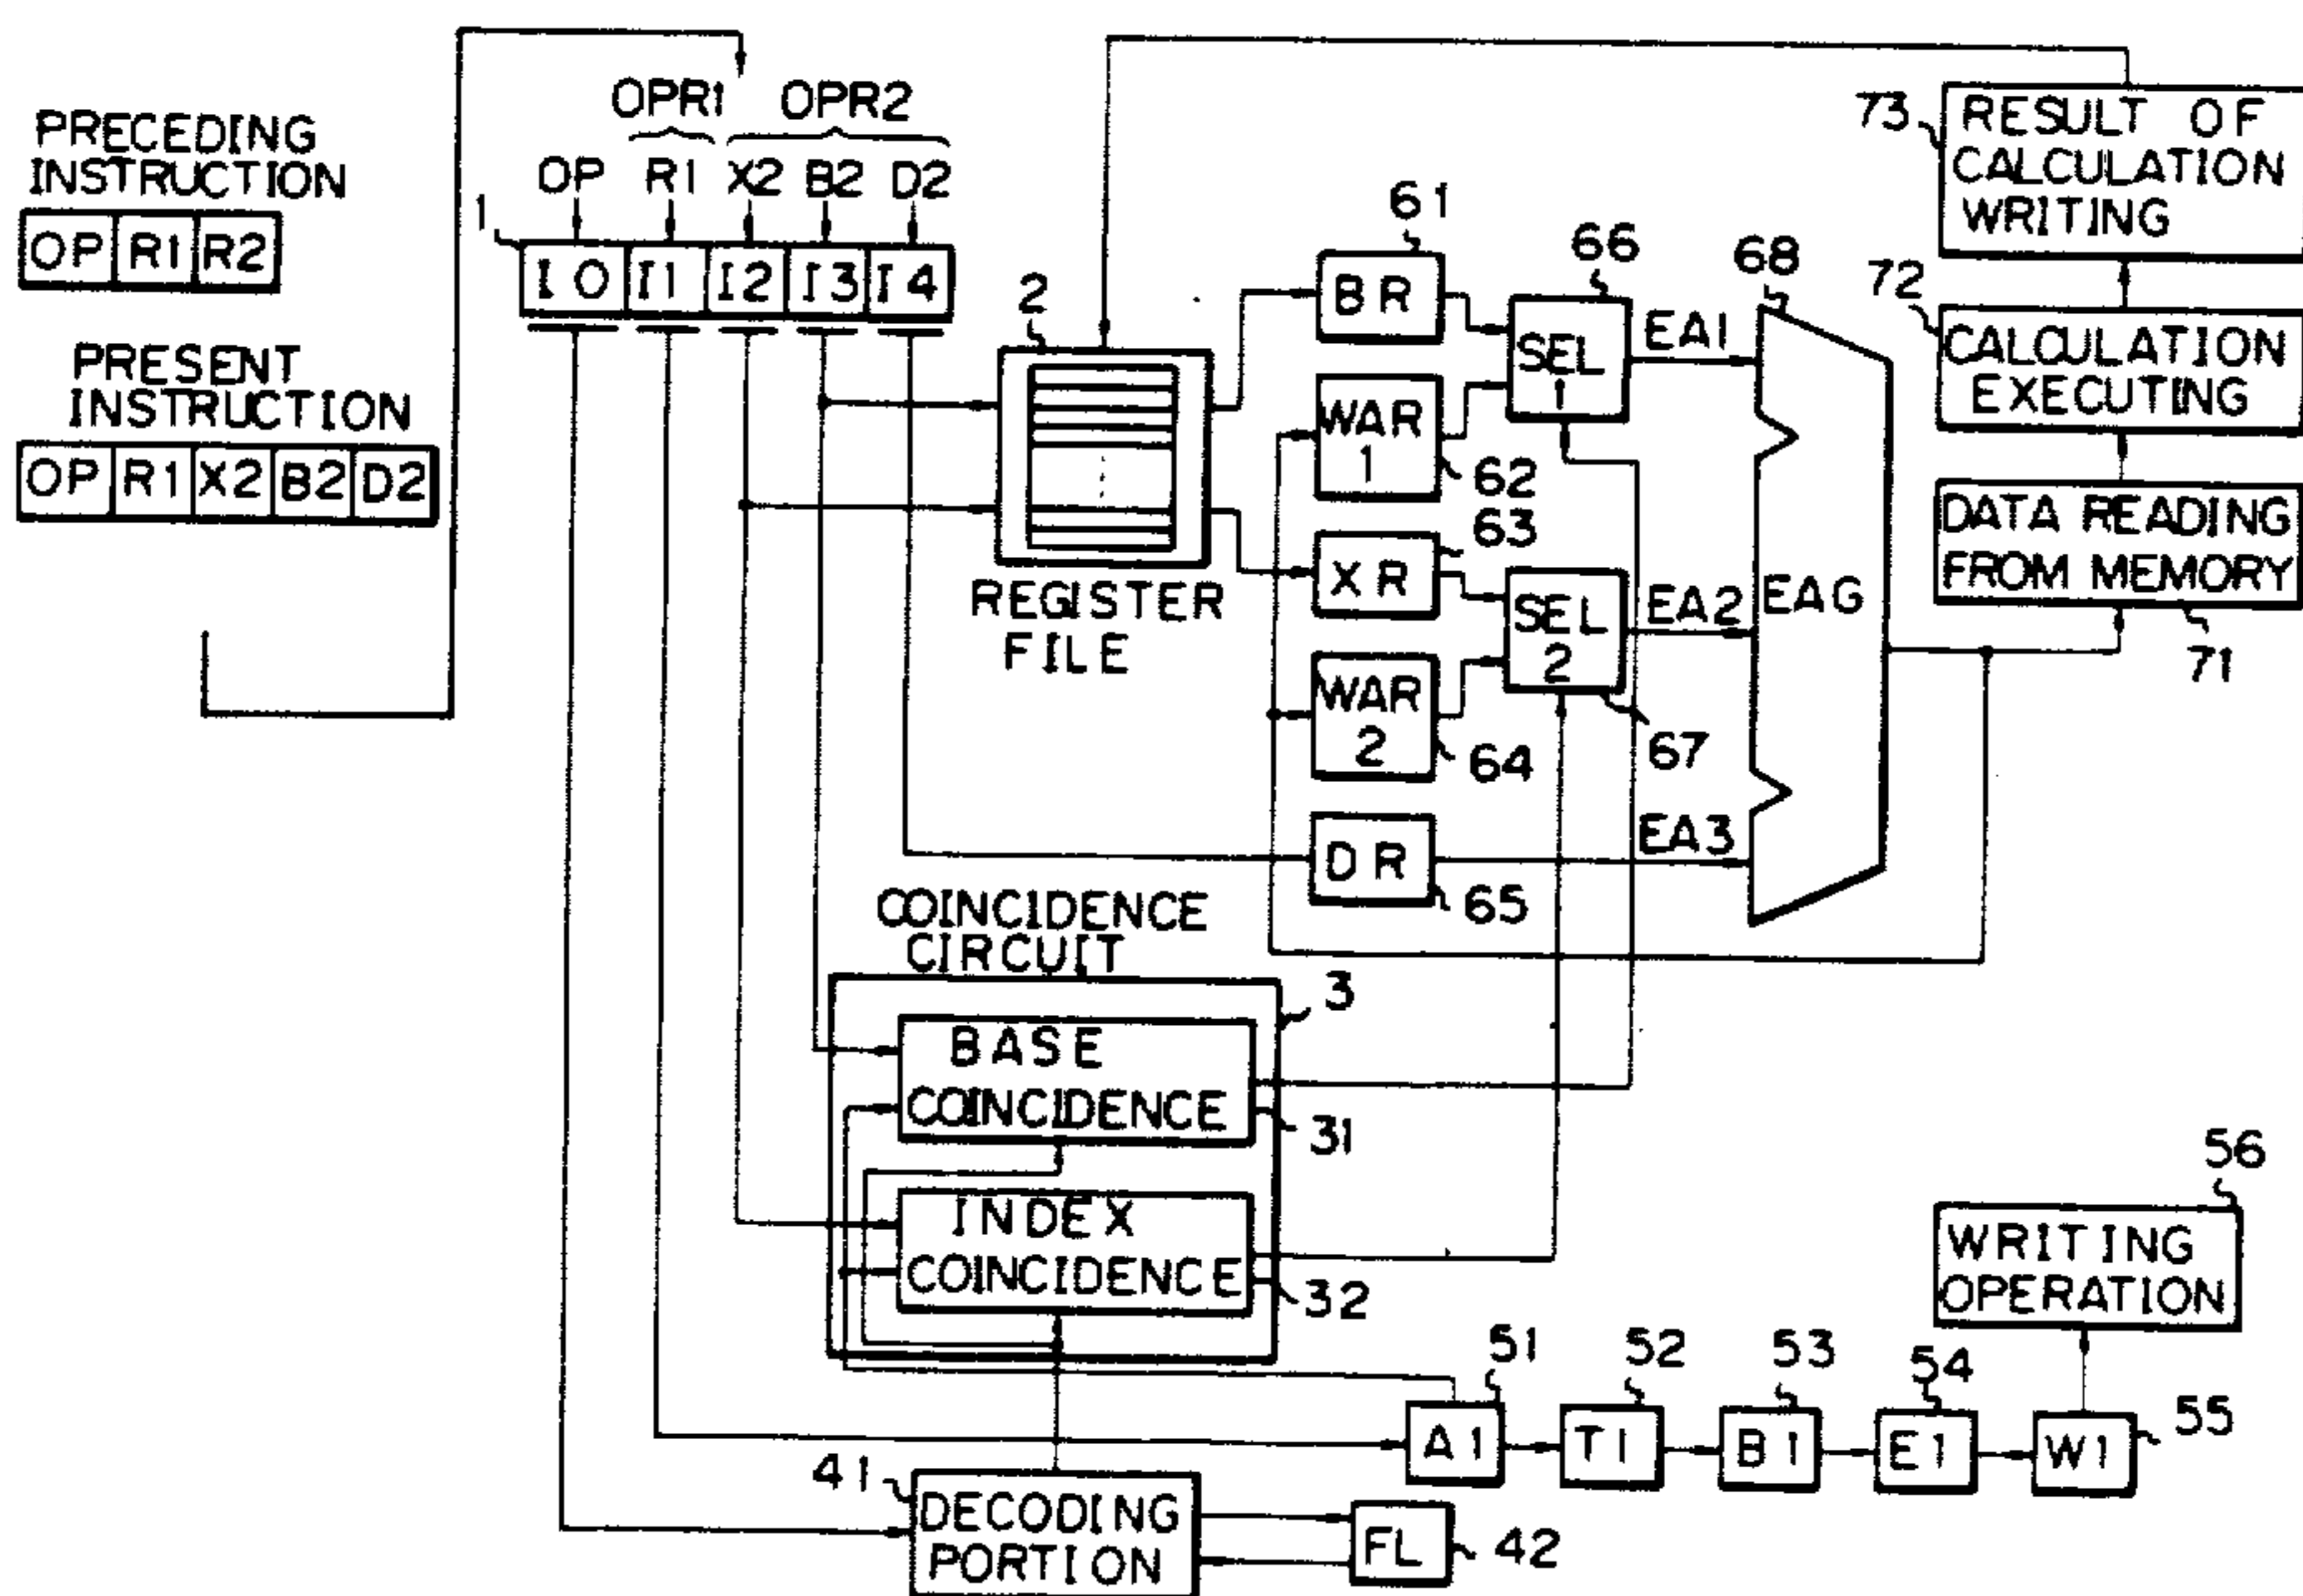 PRECEDING
INSTRUCTION
OP R1 R2
PRESENT
INSTRUCTION
OP R1 X2 B2 D2
OPR1 OPR2
OP R1 X2 B2 D2
1
I0 I1 I2 I3 I4
2
REGISTER
FILE
61
BR
WAR
1
62
63
XR
WAR
2
64
DR
65
66
SEL
1
SEL
2
67
EA1
EA2
EA3
68
EAG
73
RESULT OF
CALCULATION
WRITING
72
CALCULATION
EXECUTING
DATA READING
FROM MEMORY
71
COINCIDENCE
CIRCUIT
3
BASE
COINCIDENCE
31
INDEX
COINCIDENCE
32
41
DECODING
PORTION
FL
42
51
A1
52
T1
53
B1
54
E1
55
W1
56
WRITING
OPERATION